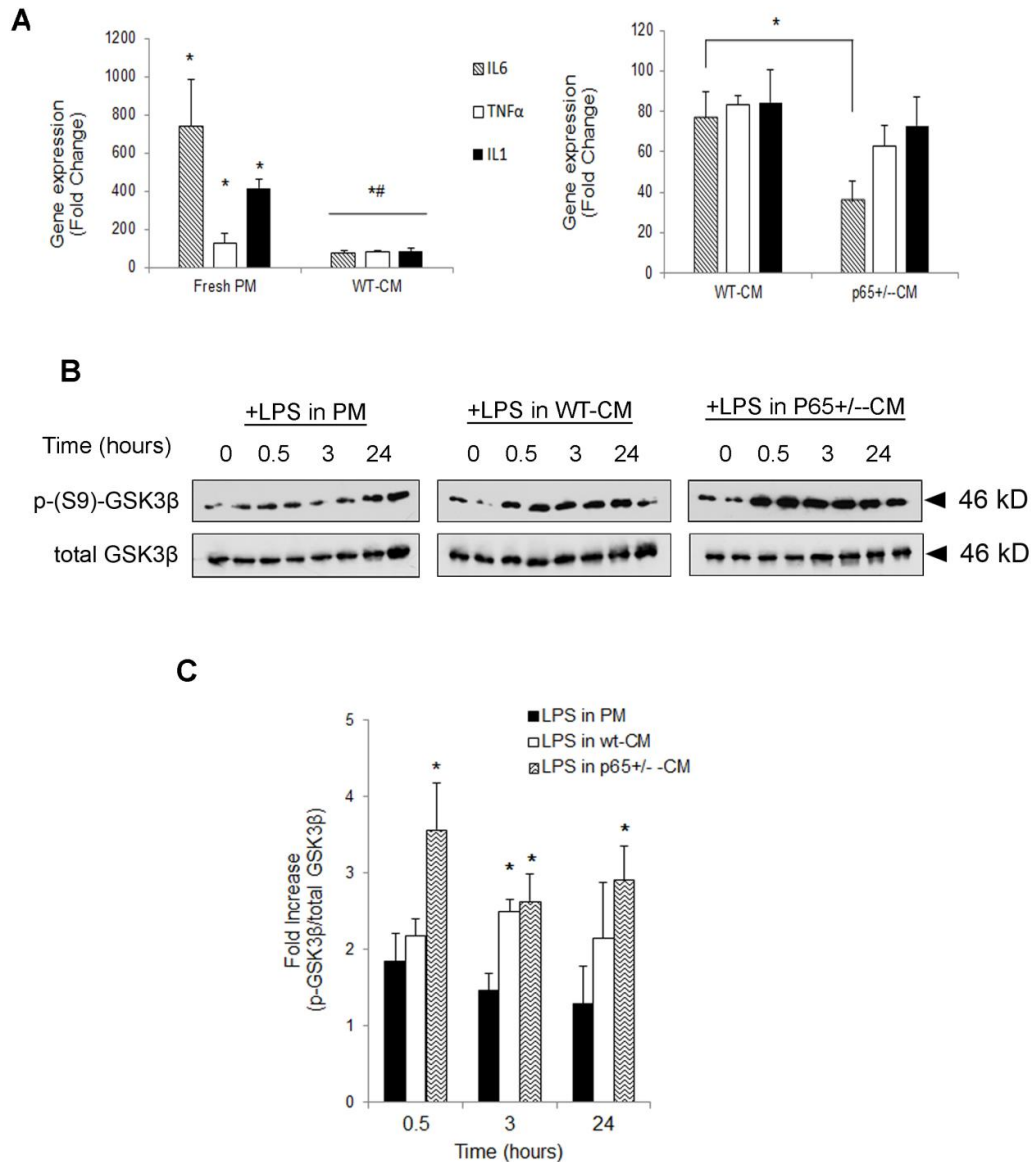 A
Gene expression
(Fold Change)
1200
1000
800
600
400
200
0
*
*
*
*#
Fresh PM
WT-CM
IL6
TNFα
IL1
Gene expression
(Fold Change)
120
100
80
60
40
20
0
*
WT-CM
p65+/--CM
B
+LPS in PM
+LPS in WT-CM
+LPS in P65+/--CM
Time (hours)
0 0.5 3 24
0 0.5 3 24
0 0.5 3 24
p-(S9)-GSK3β
46 kD
total GSK3β
46 kD
C
Fold Increase
(p-GSK3β/total GSK3β)
5
4
3
2
1
0
LPS in PM
LPS in wt-CM
LPS in p65+/- -CM
*
*
*
*
0.5
3
24
Time (hours)